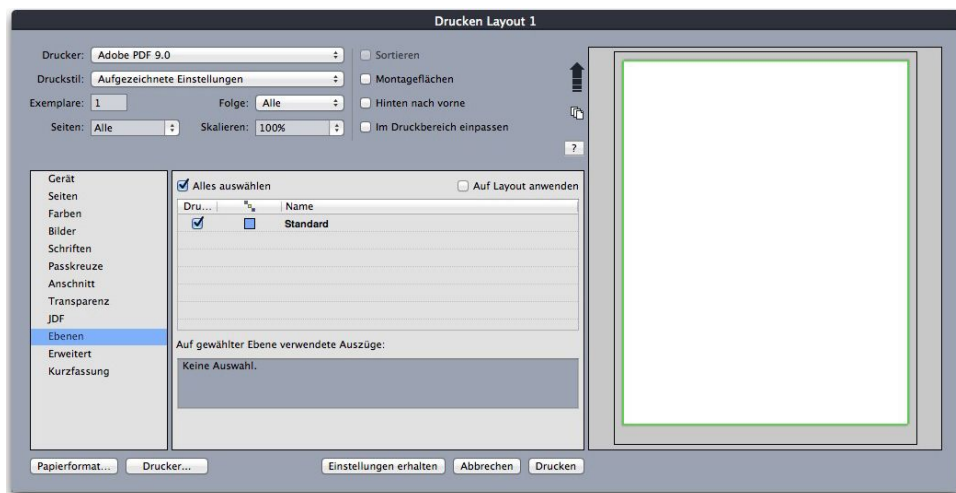 Drucken Layout 1
Drucker: Adobe PDF 9.0
Sortieren
Druckstil: Aufgezeichnete Einstellungen
Montageflächen
Exemplare: 1 Folge: Alle
Hinten nach vorne
Seiten: Alle Skalieren: 100%
Im Druckbereich einpassen
?
Gerät
Seiten
Farben
Bilder
Schriften
Passkreuze
Anschnitt
Transparenz
JDF
Ebenen
Erweitert
Kurzfassung
Alles auswählen Auf Layout anwenden
Dru... Name
Standard
Auf gewählter Ebene verwendete Auszüge:
Keine Auswahl.
Papierformat... Drucker... Einstellungen erhalten Abbrechen Drucken